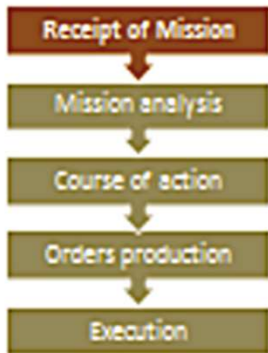 Receipt of Mission
Mission analysis
Course of action
Orders production
Execution